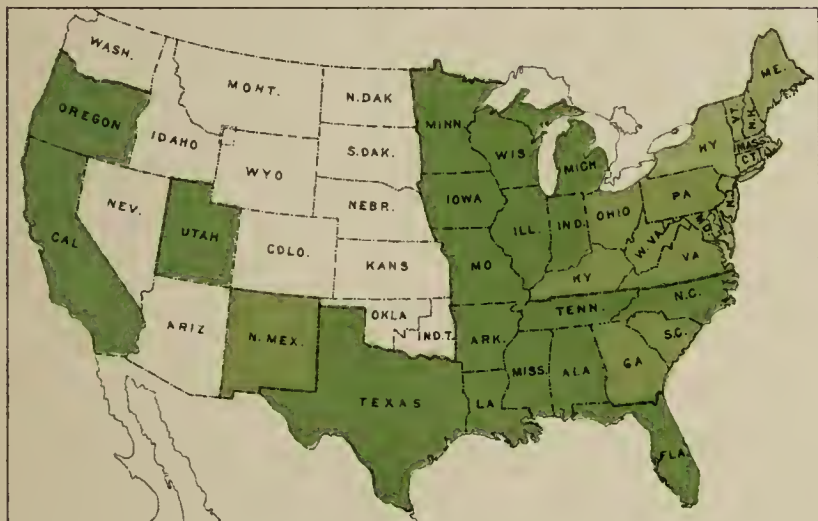 WASH.
MOHT.
N.DAK
MINN.
ME.
OREGON
IDAHO
S.DAK.
WIS.
MICH.
VT.
N.H.
NY
MASS.
CT.
R.I.
WYO
NEBR.
IOWA
PA
N.J.
NEV.
UTAH
COLO.
ILL.
IND.
OHIO
MD.
D.
CAL
KANS
MO
W.VA.
VA
KY
ARIZ
N.MEX.
OKLA
IND.T.
ARK.
TENN.
N.C.
S.C.
TEXAS
LA
MISS.
ALA
GA
FLA.